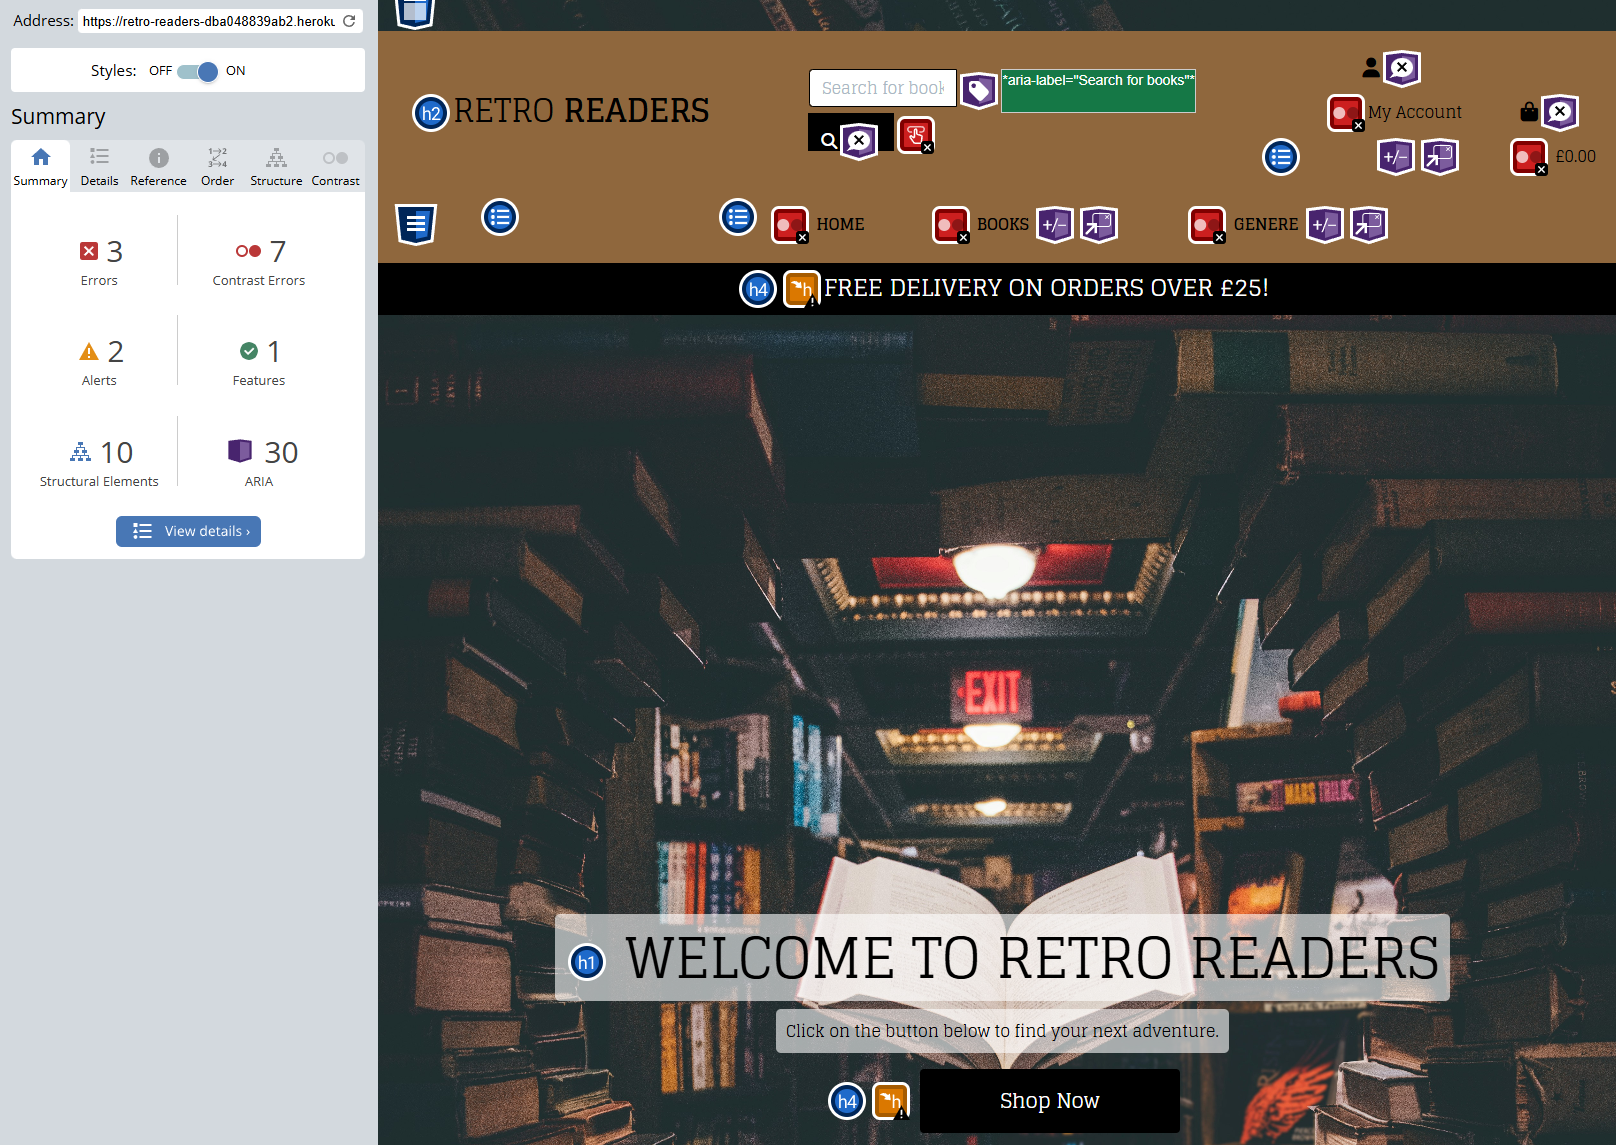 Address: https://retro-readers-dba048839ab2.heroku
Styles: OFF ON
Summary
Summary Details Reference Order Structure Contrast
3 Errors
7 Contrast Errors
2 Alerts
1 Features
10 Structural Elements
30 ARIA
View details ›
h2 RETRO READERS
Search for book
*aria-label="Search for books"*
My Account
+/-
£0.00
HOME
BOOKS +/-
GENERE +/-
h4 h FREE DELIVERY ON ORDERS OVER £25!
EXIT
MARS
h1 WELCOME TO RETRO READERS
Click on the button below to find your next adventure.
h4 h Shop Now